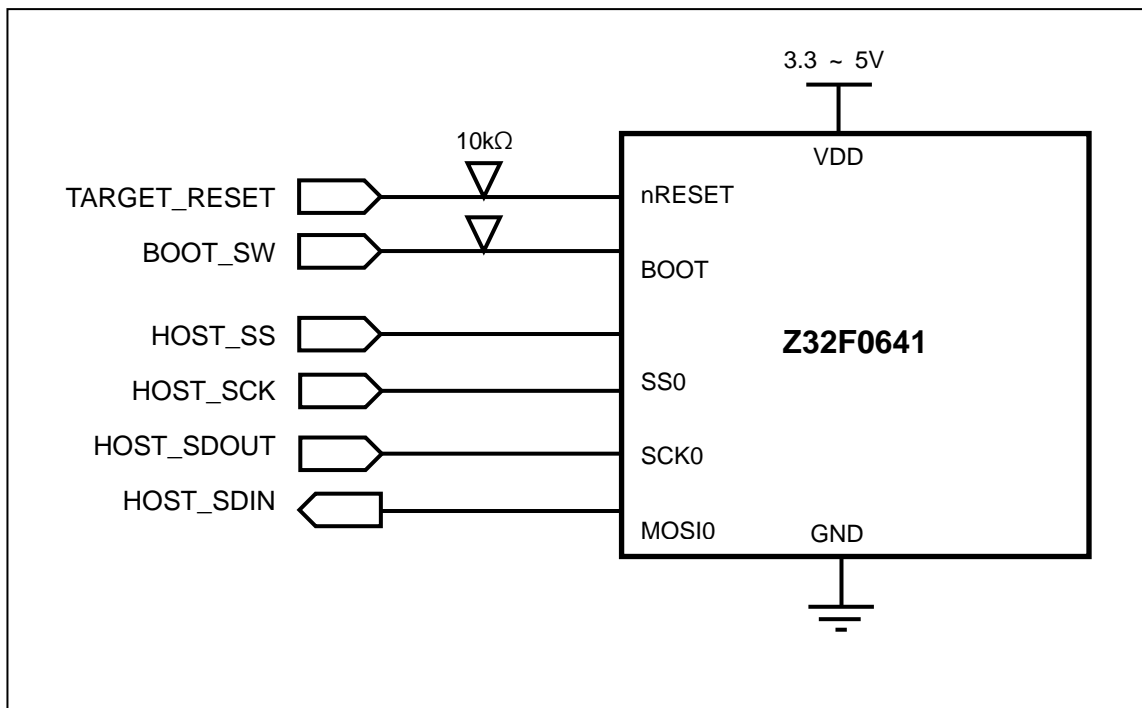 3.3 ~ 5V
10kΩ
VDD
TARGET_RESET
nRESET
BOOT_SW
BOOT
HOST_SS
Z32F0641
HOST_SCK
SS0
HOST_SDOUT
SCK0
HOST_SDIN
MOSI0
GND